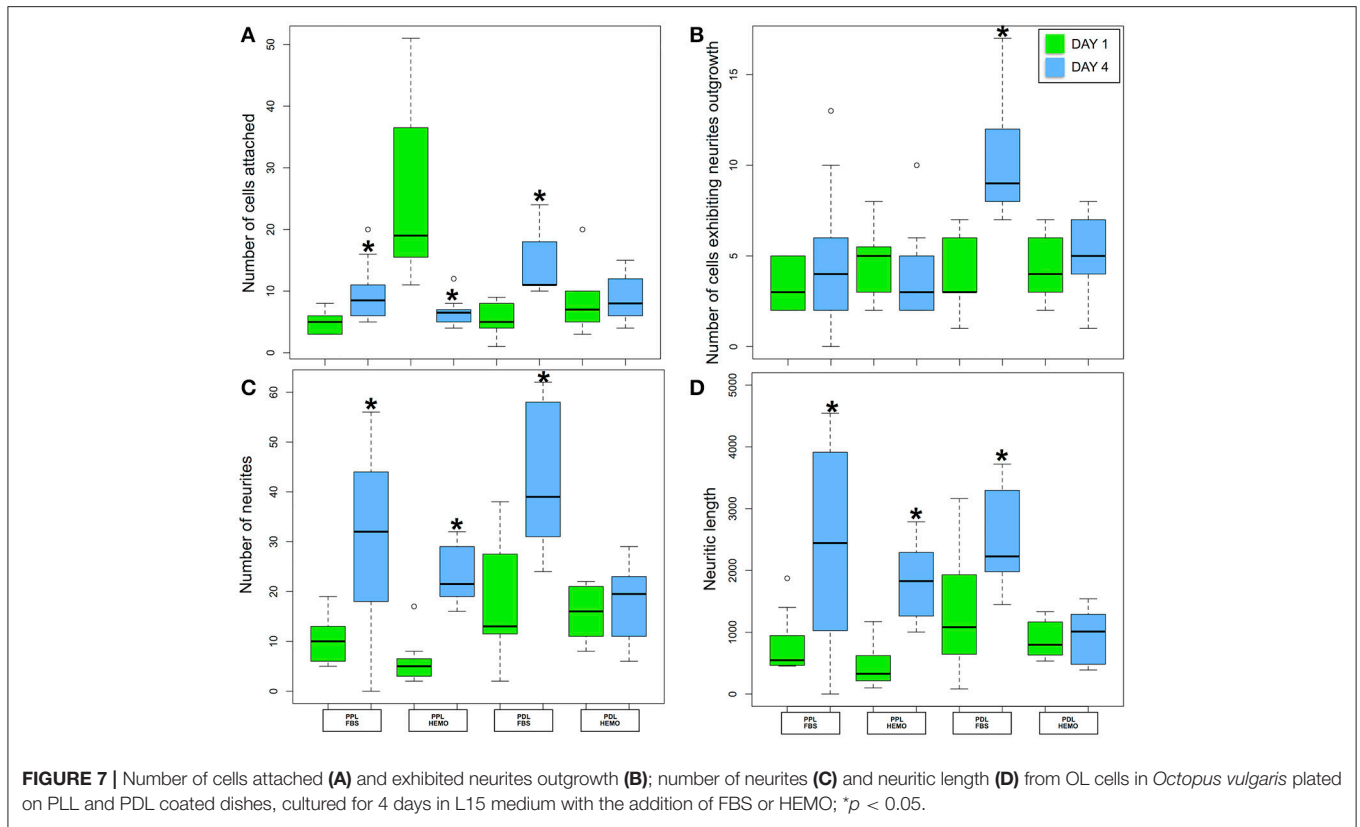 A
Number of cells attached
50
40
30
20
10
0
*
*
*
B
Number of cells exhibiting neurites outgrowth
15
10
5
0
*
DAY 1
DAY 4
C
Number of neurites
60
50
40
30
20
10
0
*
*
*
PPL
FBS
PPL
HEMO
PDL
FBS
PDL
HEMO
D
Neuritic length
5000
4000
3000
2000
1000
0
*
*
*
PPL
FBS
PPL
HEMO
PDL
FBS
PDL
HEMO
FIGURE 7 | Number of cells attached (A) and exhibited neurites outgrowth (B); number of neurites (C) and neuritic length (D) from OL cells in Octopus vulgaris plated
on PLL and PDL coated dishes, cultured for 4 days in L15 medium with the addition of FBS or HEMO; *p < 0.05.